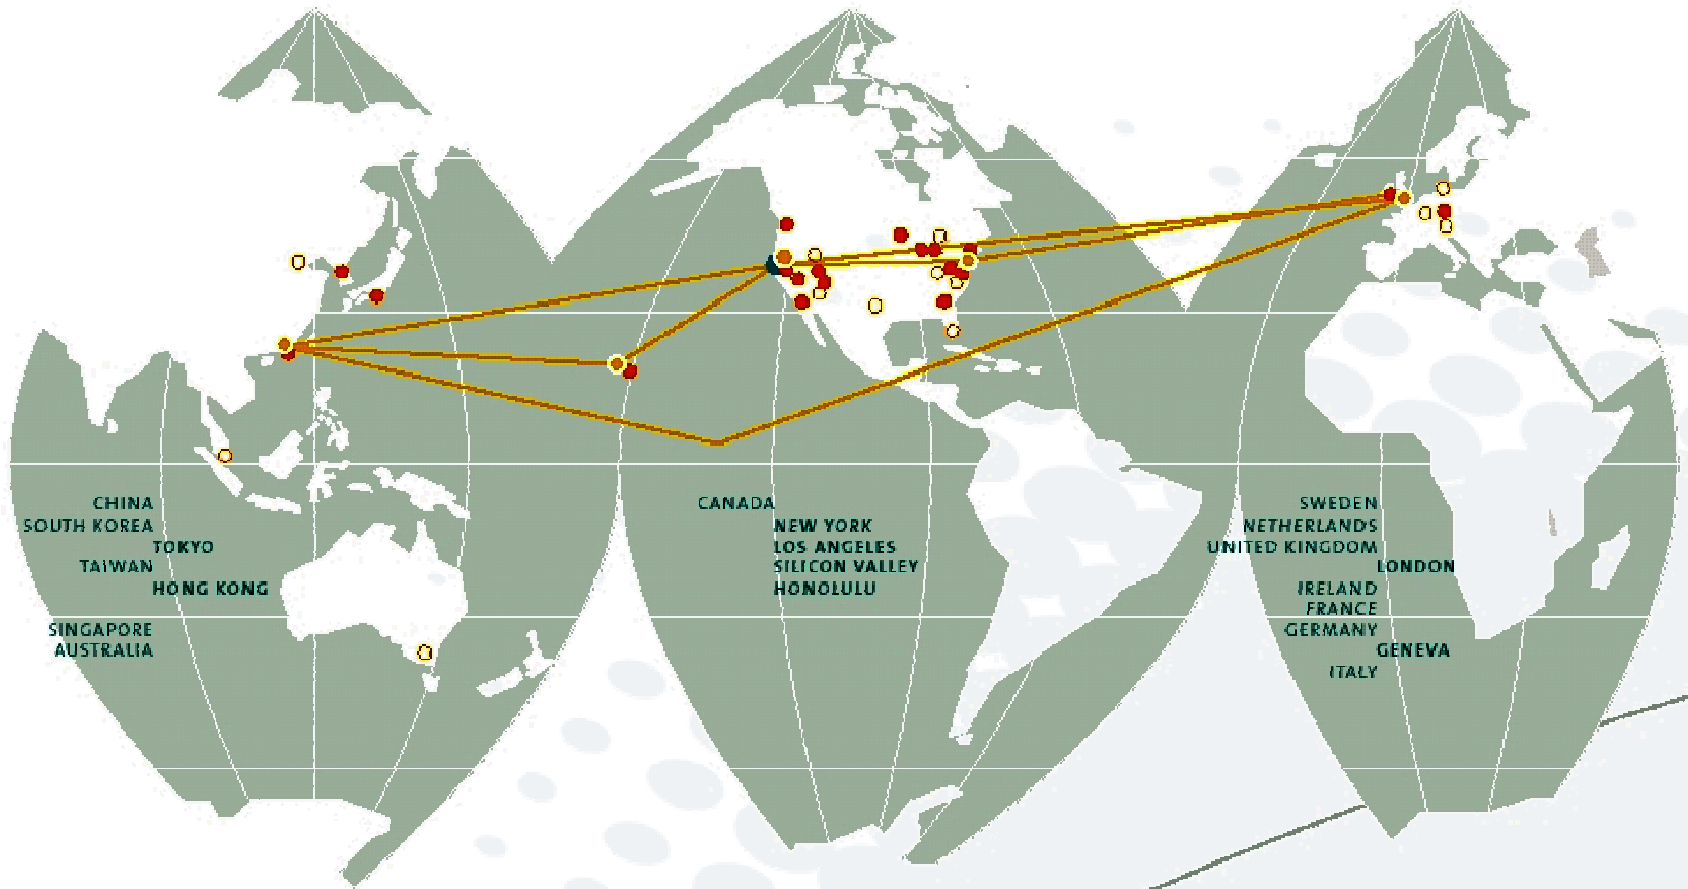 CHINA
SOUTH KOREA
TOKYO
TAIWAN
HONG KONG
SINGAPORE
AUSTRALIA
CANADA
NEW YORK
LOS ANGELES
SILICON VALLEY
HONOLULU
SWEDEN
NETHERLANDS
UNITED KINGDOM
LONDON
IRELAND
FRANCE
GERMANY
GENEVA
ITALY